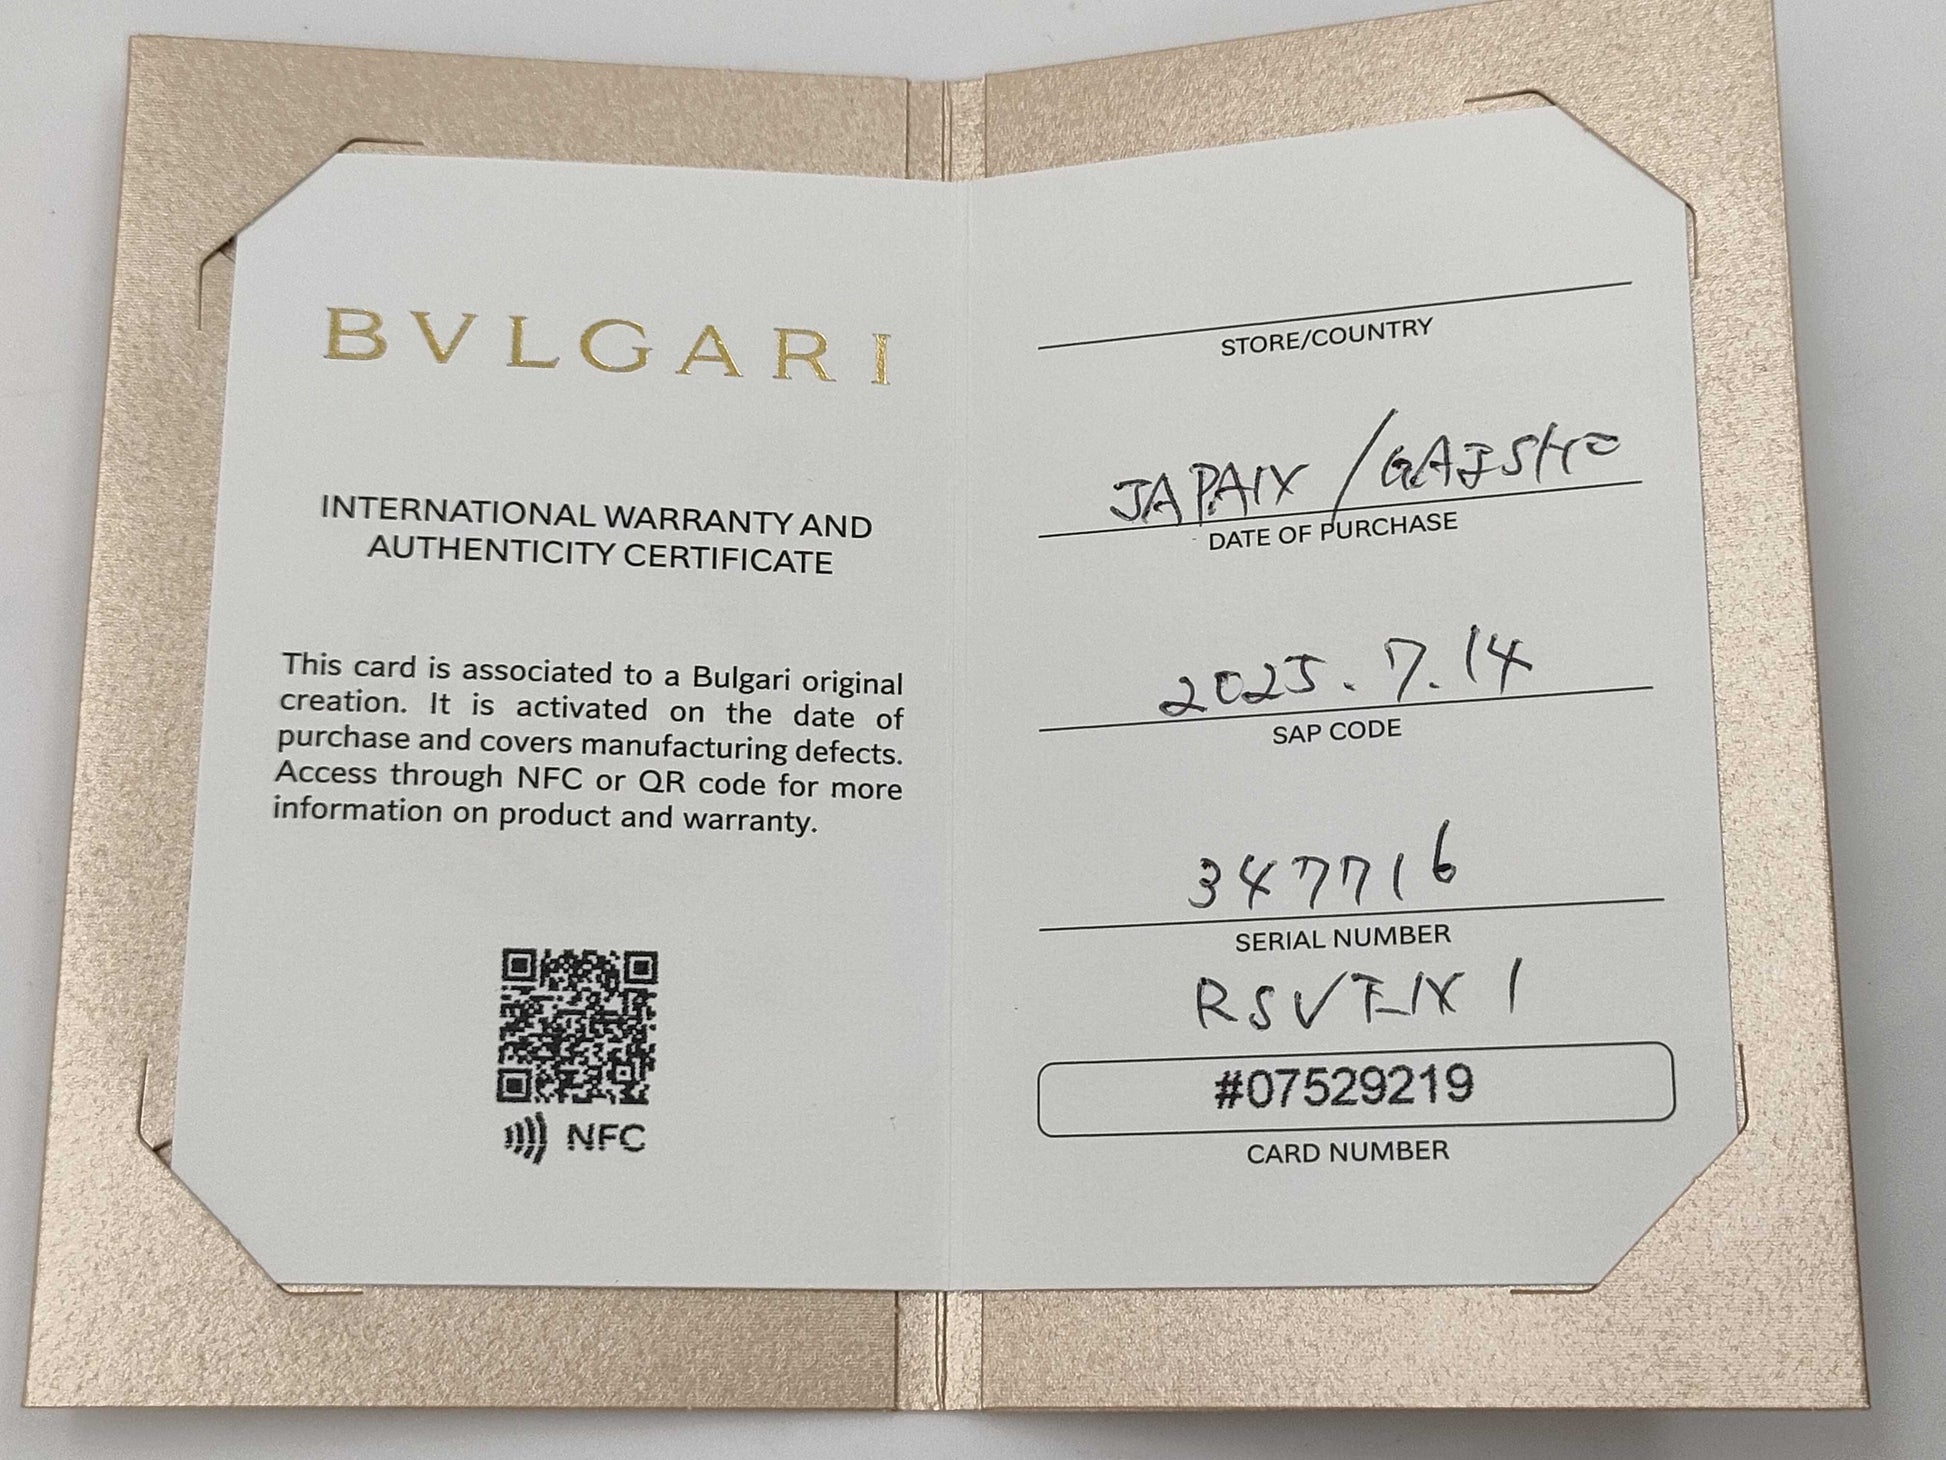 BVLGARI
INTERNATIONAL WARRANTY AND
AUTHENTICITY CERTIFICATE
This card is associated to a Bulgari original
creation. It is activated on the date of
purchase and covers manufacturing defects.
Access through NFC or QR code for more
information on product and warranty.
NFC
STORE/COUNTRY
JAPAN/GAISHO
DATE OF PURCHASE
2025.7.14
SAP CODE
347716
SERIAL NUMBER
#07529219
CARD NUMBER